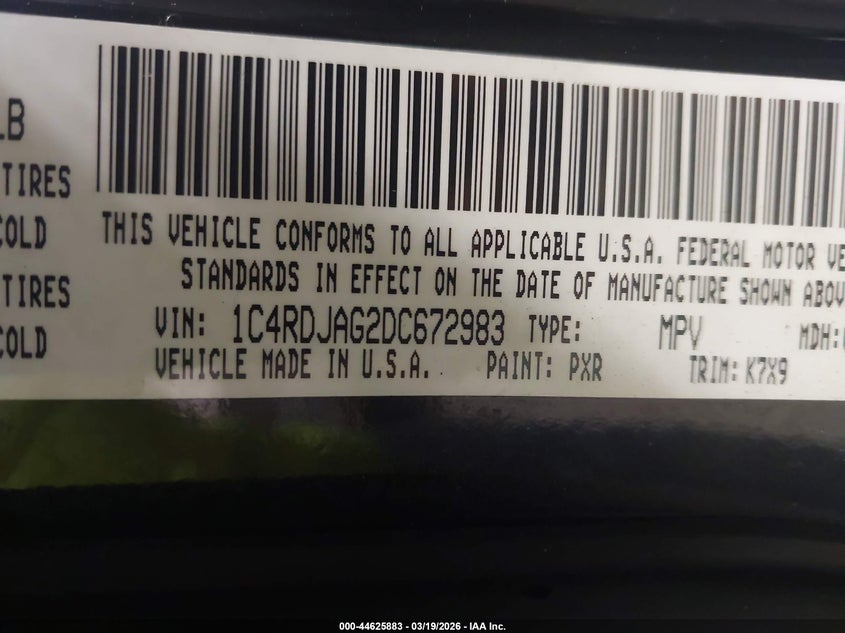 LB
TIRES
COLD
THIS VEHICLE CONFORMS TO ALL APPLICABLE U.S.A. FEDERAL MOTOR VE
STANDARDS IN EFFECT ON THE DATE OF MANUFACTURE SHOWN ABOV
TIRES
COLD
VIN: 1C4RDJAG2DC672983 TYPE: MPV MDH:
VEHICLE MADE IN U.S.A. PAINT: PXR TRIM: K7X9
000-44625883 - 03/19/2026 - IAA Inc.